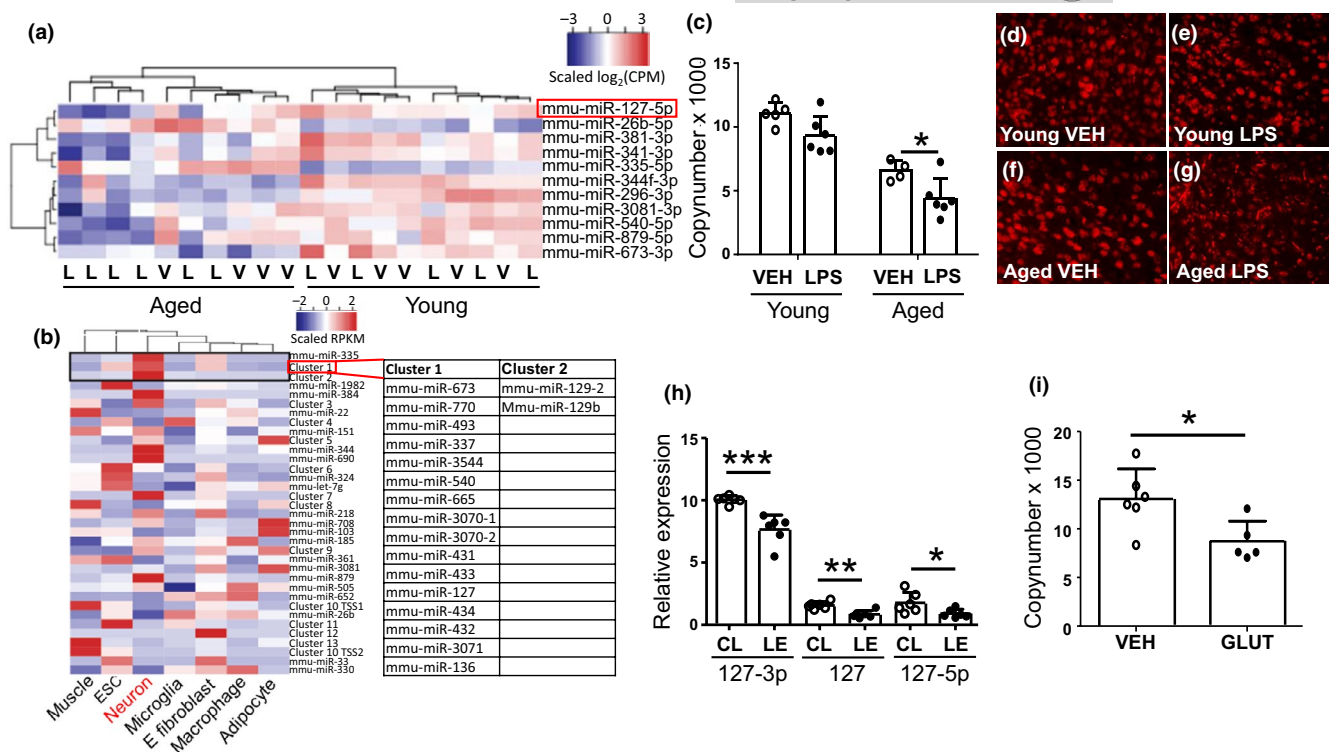 (a)
−3 0 3
Scaled log2(CPM)
mmu-miR-127-5p
mmu-miR-26b-5p
mmu-miR-381-3p
mmu-miR-341-3p
mmu-miR-335-5p
mmu-miR-344f-3p
mmu-miR-296-3p
mmu-miR-3081-3p
mmu-miR-540-5p
mmu-miR-879-5p
mmu-miR-673-3p
L L L L V V L V V V L V L V V L V L V L
Aged Young
(b)
−2 0 2
Scaled RPKM
mmu-miR-335
Cluster 1
Cluster 2
mmu-miR-1982
mmu-miR-384
Cluster 3
mmu-miR-22
Cluster 4
mmu-miR-151
Cluster 5
mmu-miR-344
mmu-miR-690
Cluster 6
mmu-miR-324
mmu-let-7g
Cluster 7
Cluster 8
mmu-miR-218
mmu-miR-708
mmu-miR-103
mmu-miR-185
Cluster 9
mmu-miR-361
mmu-miR-3081
mmu-miR-879
mmu-miR-505
mmu-miR-652
Cluster 10 TSS1
mmu-miR-26b
Cluster 11
Cluster 12
Cluster 13
Cluster 10 TSS2
mmu-miR-33
mmu-miR-330
Muscle
ESC
Neuron
Microglia
E fibroblast
Macrophage
Adipocyte
Cluster 1 Cluster 2
mmu-miR-673 mmu-miR-129-2
mmu-miR-770 Mmu-miR-129b
mmu-miR-493
mmu-miR-337
mmu-miR-3544
mmu-miR-540
mmu-miR-665
mmu-miR-3070-1
mmu-miR-3070-2
mmu-miR-431
mmu-miR-433
mmu-miR-127
mmu-miR-434
mmu-miR-432
mmu-miR-3071
mmu-miR-136
(c)
Copynumber x 1000
15
10
5
0
*
VEH LPS VEH LPS
Young Aged
(d)
Young VEH
(e)
Young LPS
(f)
Aged VEH
(g)
Aged LPS
(h)
Relative expression
15
10
5
0
*** ** *
CL LE CL LE CL LE
127-3p 127 127-5p
(i)
Copynumber x 1000
20
15
10
5
0
*
VEH GLUT